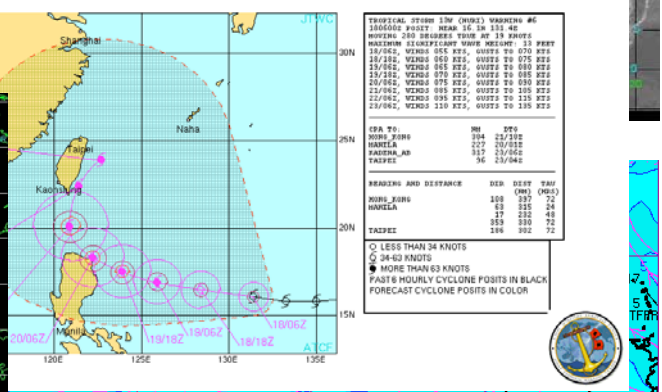 JTWC
Shanghai
30N
Naha
25N
Taipei
Kaohsiung
20N
15N
Manila
20/06Z
19/18Z
19/06Z
18/18Z
18/06Z
ATCF
120E
125E
130E
135E
TROPICAL STORM 13W (NURI) WARNING #6
180600Z POSIT: NEAR 16.1N 131.4E
MOVING 280 DEGREES TRUE AT 19 KNOTS
MAXIMUM SIGNIFICANT WAVE HEIGHT: 13 FEET
18/06Z, WINDS 055 KTS, GUSTS TO 070 KTS
18/18Z, WINDS 060 KTS, GUSTS TO 075 KTS
19/06Z, WINDS 065 KTS, GUSTS TO 080 KTS
19/18Z, WINDS 070 KTS, GUSTS TO 085 KTS
20/06Z, WINDS 075 KTS, GUSTS TO 090 KTS
21/06Z, WINDS 085 KTS, GUSTS TO 105 KTS
22/06Z, WINDS 095 KTS, GUSTS TO 115 KTS
23/06Z, WINDS 110 KTS, GUSTS TO 135 KTS
CPA TO: NM DTG
HONG_KONG 304 21/10Z
MANILA 227 20/01Z
KADENA_AB 317 23/06Z
TAIPEI 96 23/04Z
BEARING AND DISTANCE DIR DIST TAU
(NM) (HRS)
HONG_KONG 108 397 72
MANILA 63 315 24
17 232 48
359 330 72
TAIPEI 186 302 72
LESS THAN 34 KNOTS
34-63 KNOTS
MORE THAN 63 KNOTS
PAST 6 HOURLY CYCLONE POSITS IN BLACK
FORECAST CYCLONE POSITS IN COLOR
5
7
5